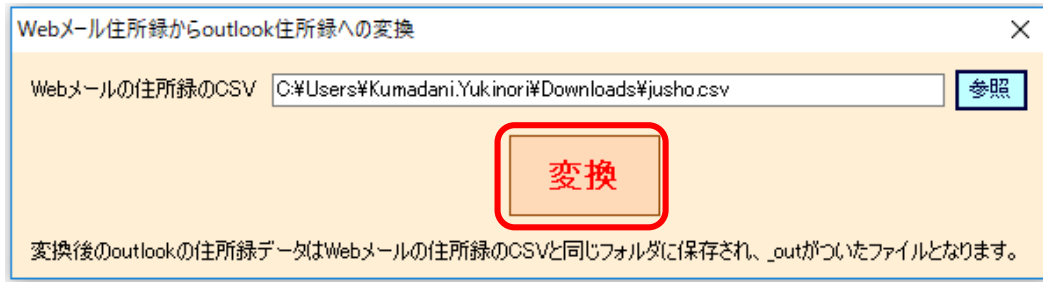 Webメール住所録からoutlook住所録への変換
Webメールの住所録のCSV C:¥Users¥Kumadani.Yukinori¥Downloads¥jusho.csv 参照
変換
変換後のoutlookの住所録データはWebメールの住所録のCSVと同じフォルダに保存され、_outがついたファイルとなります。